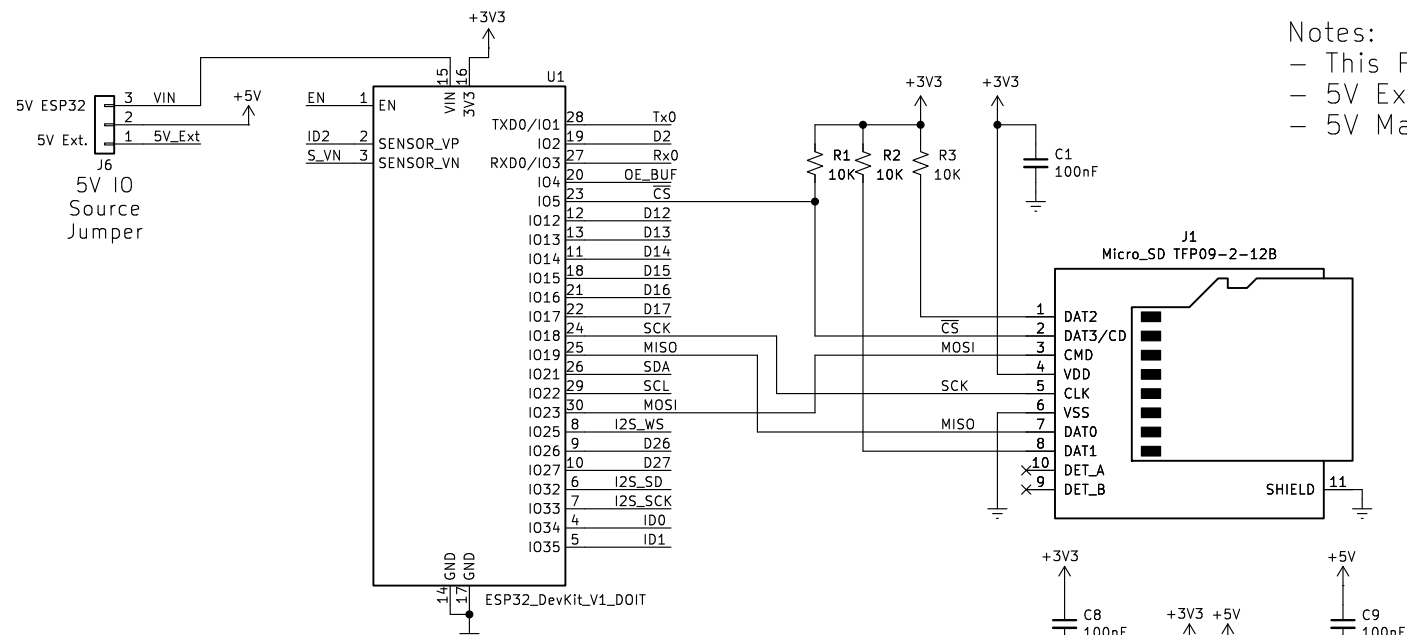 Notes:
– This P
– 5V Ex
– 5V Ma
+3V3
5V ESP32 3 VIN
2 +5V
5V Ext. 1 5V_Ext
J6
5V IO
Source
Jumper
U1
15 VIN
16 3V3
EN 1 EN
ID2 2 SENSOR_VP
S_VN 3 SENSOR_VN
TXD0/IO1 28 Tx0
IO2 19 D2
RXD0/IO3 27 Rx0
IO4 20 OE_BUF
IO5 23 CS
IO12 12 D12
IO13 13 D13
IO14 11 D14
IO15 18 D15
IO16 21 D16
IO17 22 D17
IO18 24 SCK
IO19 25 MISO
IO21 26 SDA
IO22 29 SCL
IO23 30 MOSI
IO25 8 I2S_WS
IO26 9 D26
IO27 10 D27
IO32 6 I2S_SD
IO33 7 I2S_SCK
IO34 4 ID0
IO35 5 ID1
14 GND
17 GND
ESP32_DevKit_V1_DOIT
+3V3
+3V3
R1
10K
R2
10K
R3
10K
C1
100nF
J1
Micro_SD TFP09-2-12B
1 DAT2
CS 2 DAT3/CD
MOSI 3 CMD
4 VDD
SCK 5 CLK
6 VSS
MISO 7 DAT0
8 DAT1
10 DET_A
9 DET_B
SHIELD 11
+3V3
C8
100nF
+3V3 +5V
+5V
C9
100nF